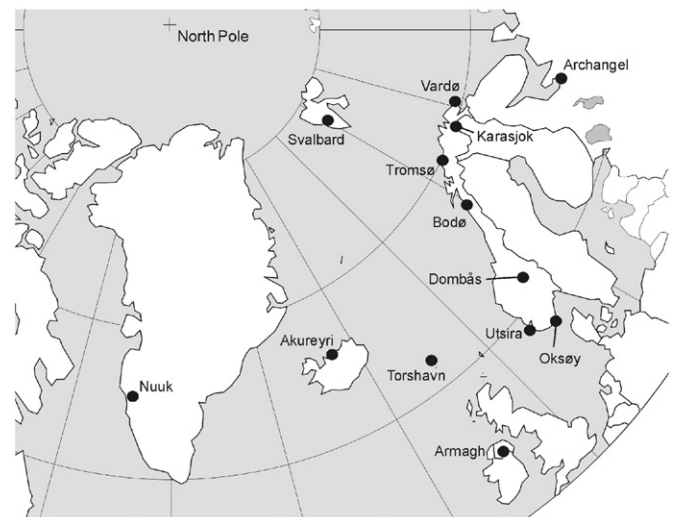 North Pole
Archangel
Vardø
Svalbard
Karasjok
Tromsø
Bodø
Dombås
Akureyri
Utsira
Oksøy
Torshavn
Nuuk
Armagh